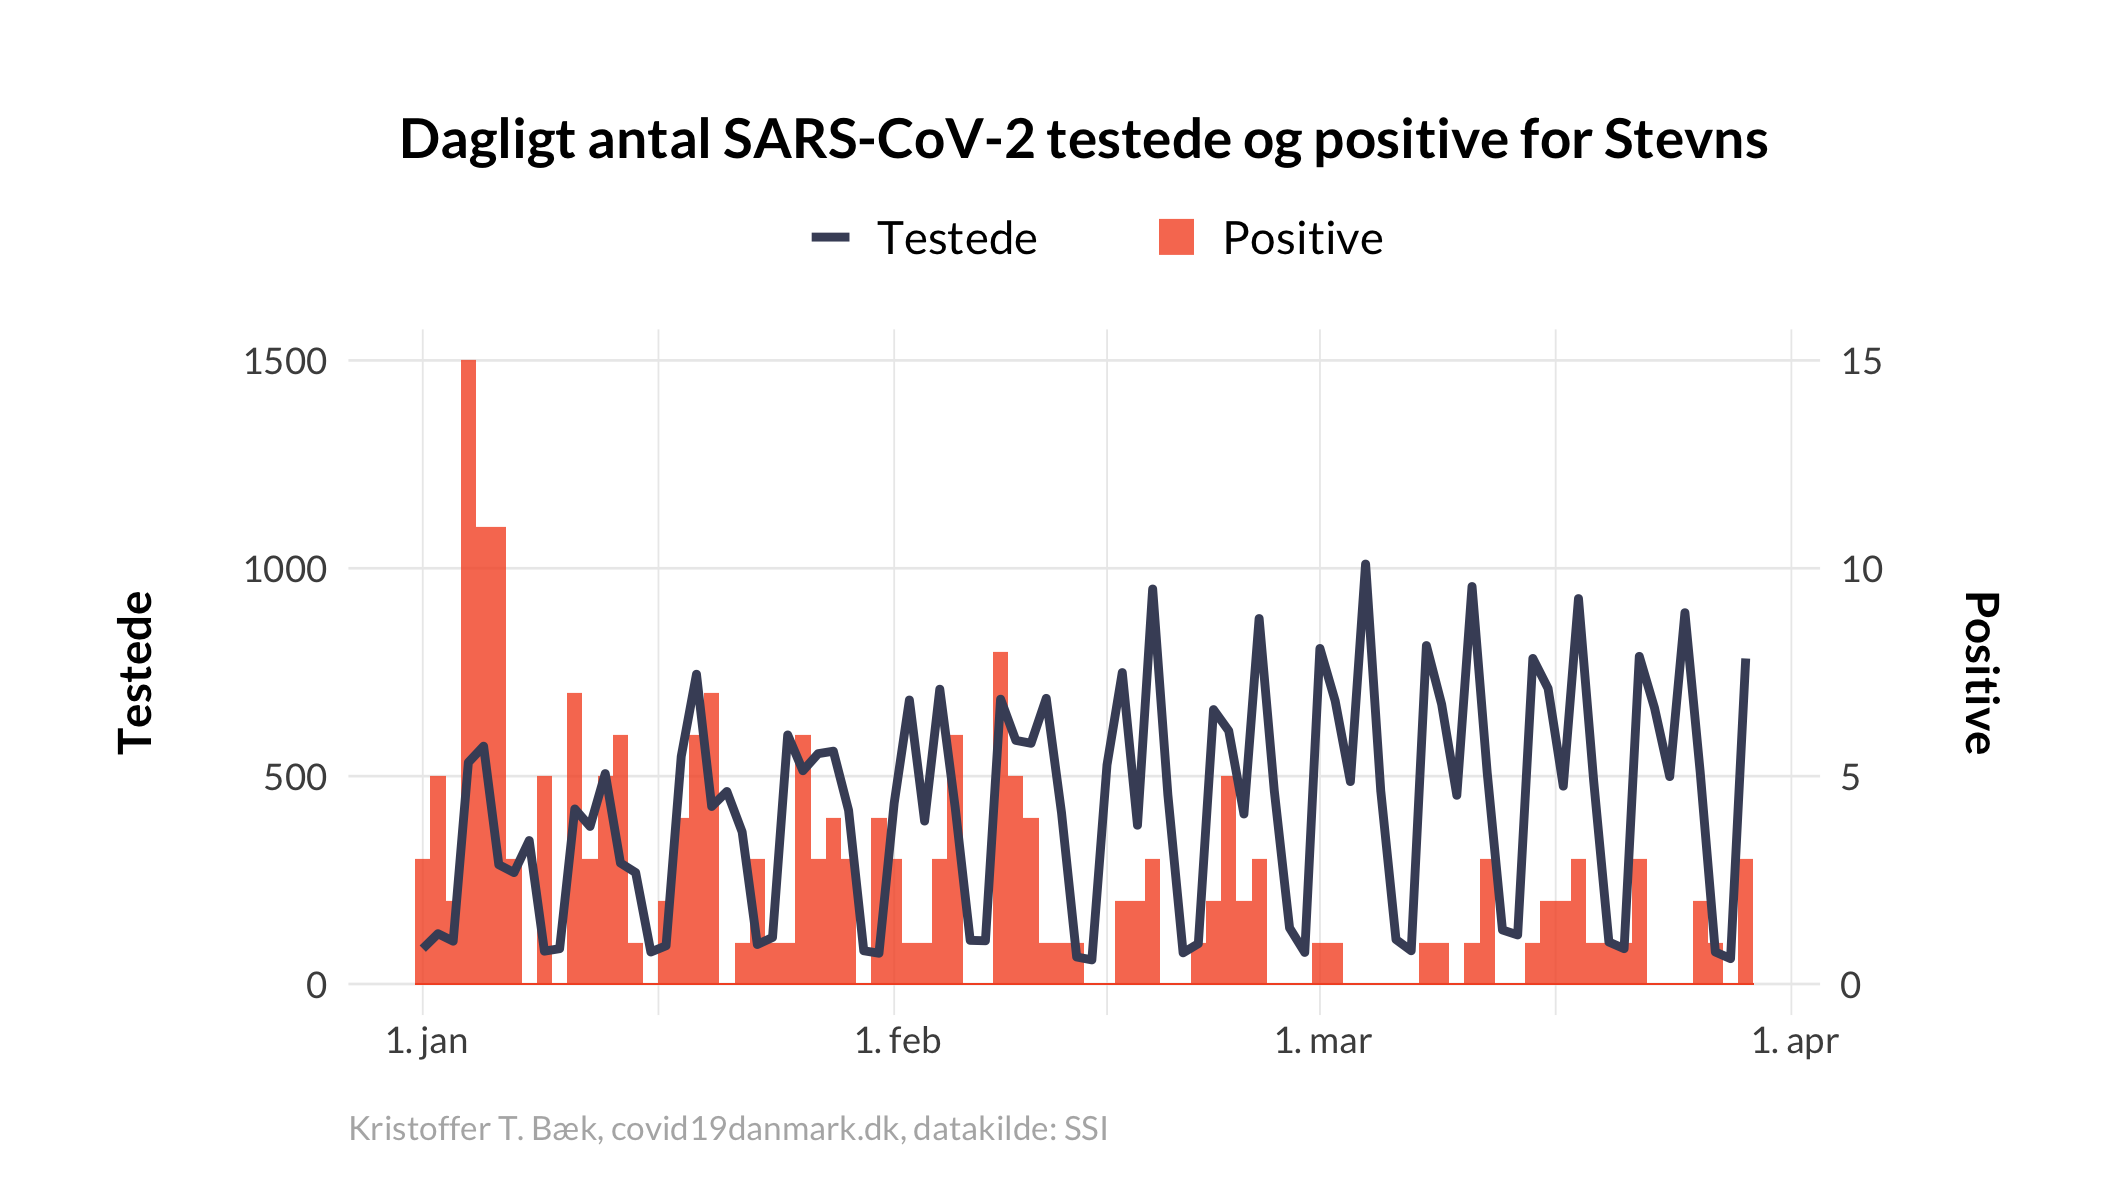 Dagligt antal SARS-CoV-2 testede og positive for Stevns
Testede Positive
1500 15
1000 10
Testede Positive
500 5
0 0
1. jan 1. feb 1. mar 1. apr
Kristoffer T. Bæk, covid19danmark.dk, datakilde: SSI